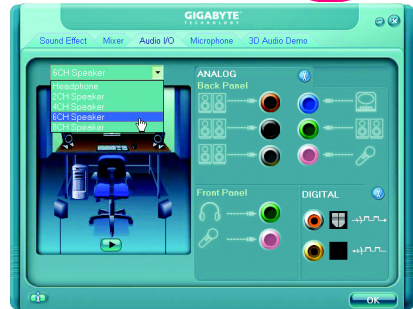 GIGABYTE
TECHNOLOGY
Sound Effect Mixer Audio I/O Microphone 3D Audio Demo
6CH Speaker
Headphone
2CH Speaker
4CH Speaker
6CH Speaker
8CH Speaker
ANALOG
Back Panel
Front Panel
DIGITAL
OK